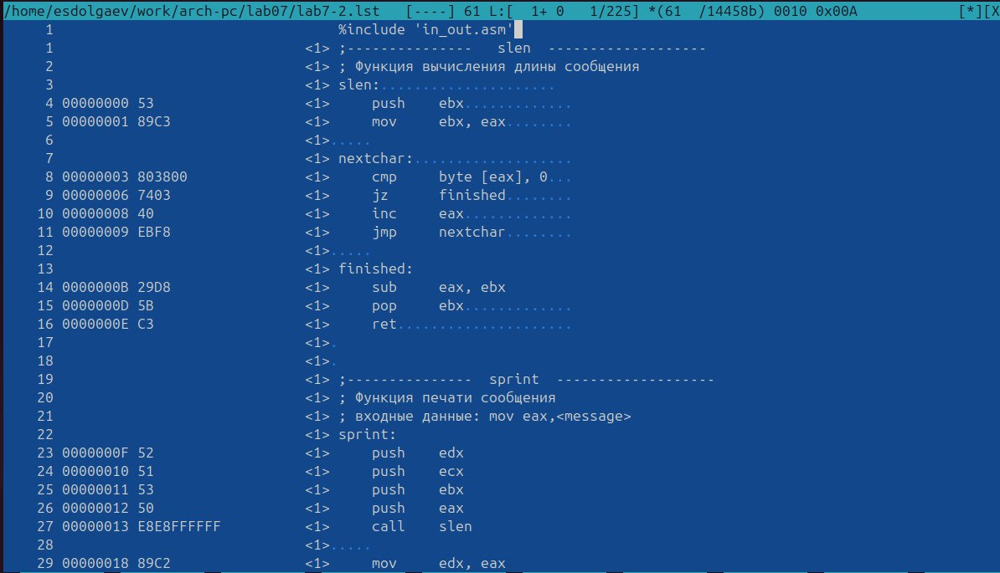 /home/esdolgaev/work/arch-pc/lab07/lab7-2.lst   [----] 61 L:[  1+ 0   1/225] *(61  /14458b) 0010 0x00A            [*][X
     1                                  %include 'in_out.asm'
     1                              <1> ;---------------   slen  -------------------
     2                              <1> ; Функция вычисления длины сообщения
     3                              <1> slen:.....................
     4 00000000 53                  <1>     push    ebx.............
     5 00000001 89C3                <1>     mov     ebx, eax........
     6                              <1>.....
     7                              <1> nextchar:...................
     8 00000003 803800              <1>     cmp     byte [eax], 0...
     9 00000006 7403                <1>     jz      finished........
    10 00000008 40                  <1>     inc     eax.............
    11 00000009 EBF8                <1>     jmp     nextchar........
    12                              <1>.....
    13                              <1> finished:
    14 0000000B 29D8                <1>     sub     eax, ebx
    15 0000000D 5B                  <1>     pop     ebx.............
    16 0000000E C3                  <1>     ret.....................
    17                              <1>.
    18                              <1>.
    19                              <1> ;---------------  sprint  -------------------
    20                              <1> ; Функция печати сообщения
    21                              <1> ; входные данные: mov eax,<message>
    22                              <1> sprint:
    23 0000000F 52                  <1>     push    edx
    24 00000010 51                  <1>     push    ecx
    25 00000011 53                  <1>     push    ebx
    26 00000012 50                  <1>     push    eax
    27 00000013 E8E8FFFFFF          <1>     call    slen
    28                              <1>.....
    29 00000018 89C2                <1>     mov     edx, eax